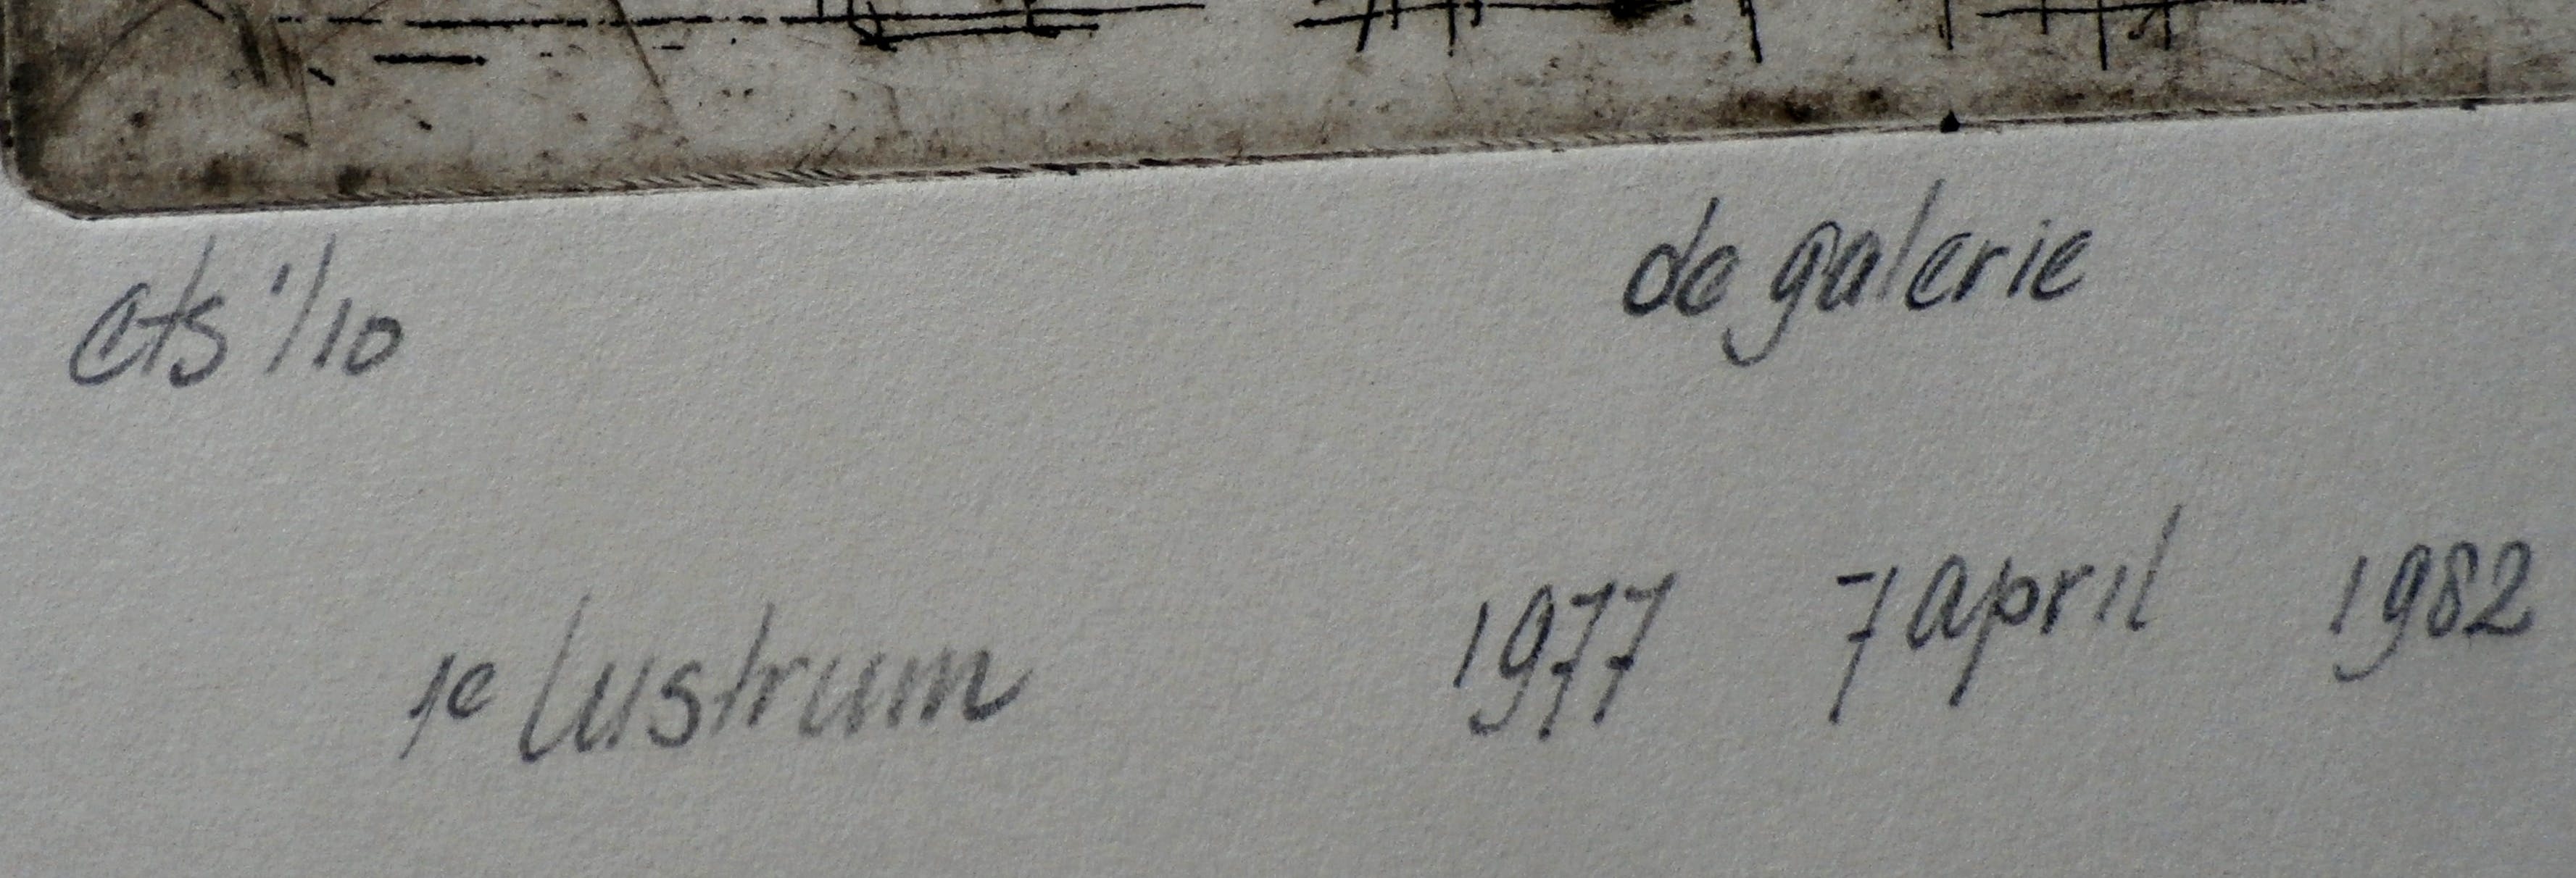 ets 1/10 de galerie
1e lustrum 1977 7 april 1982